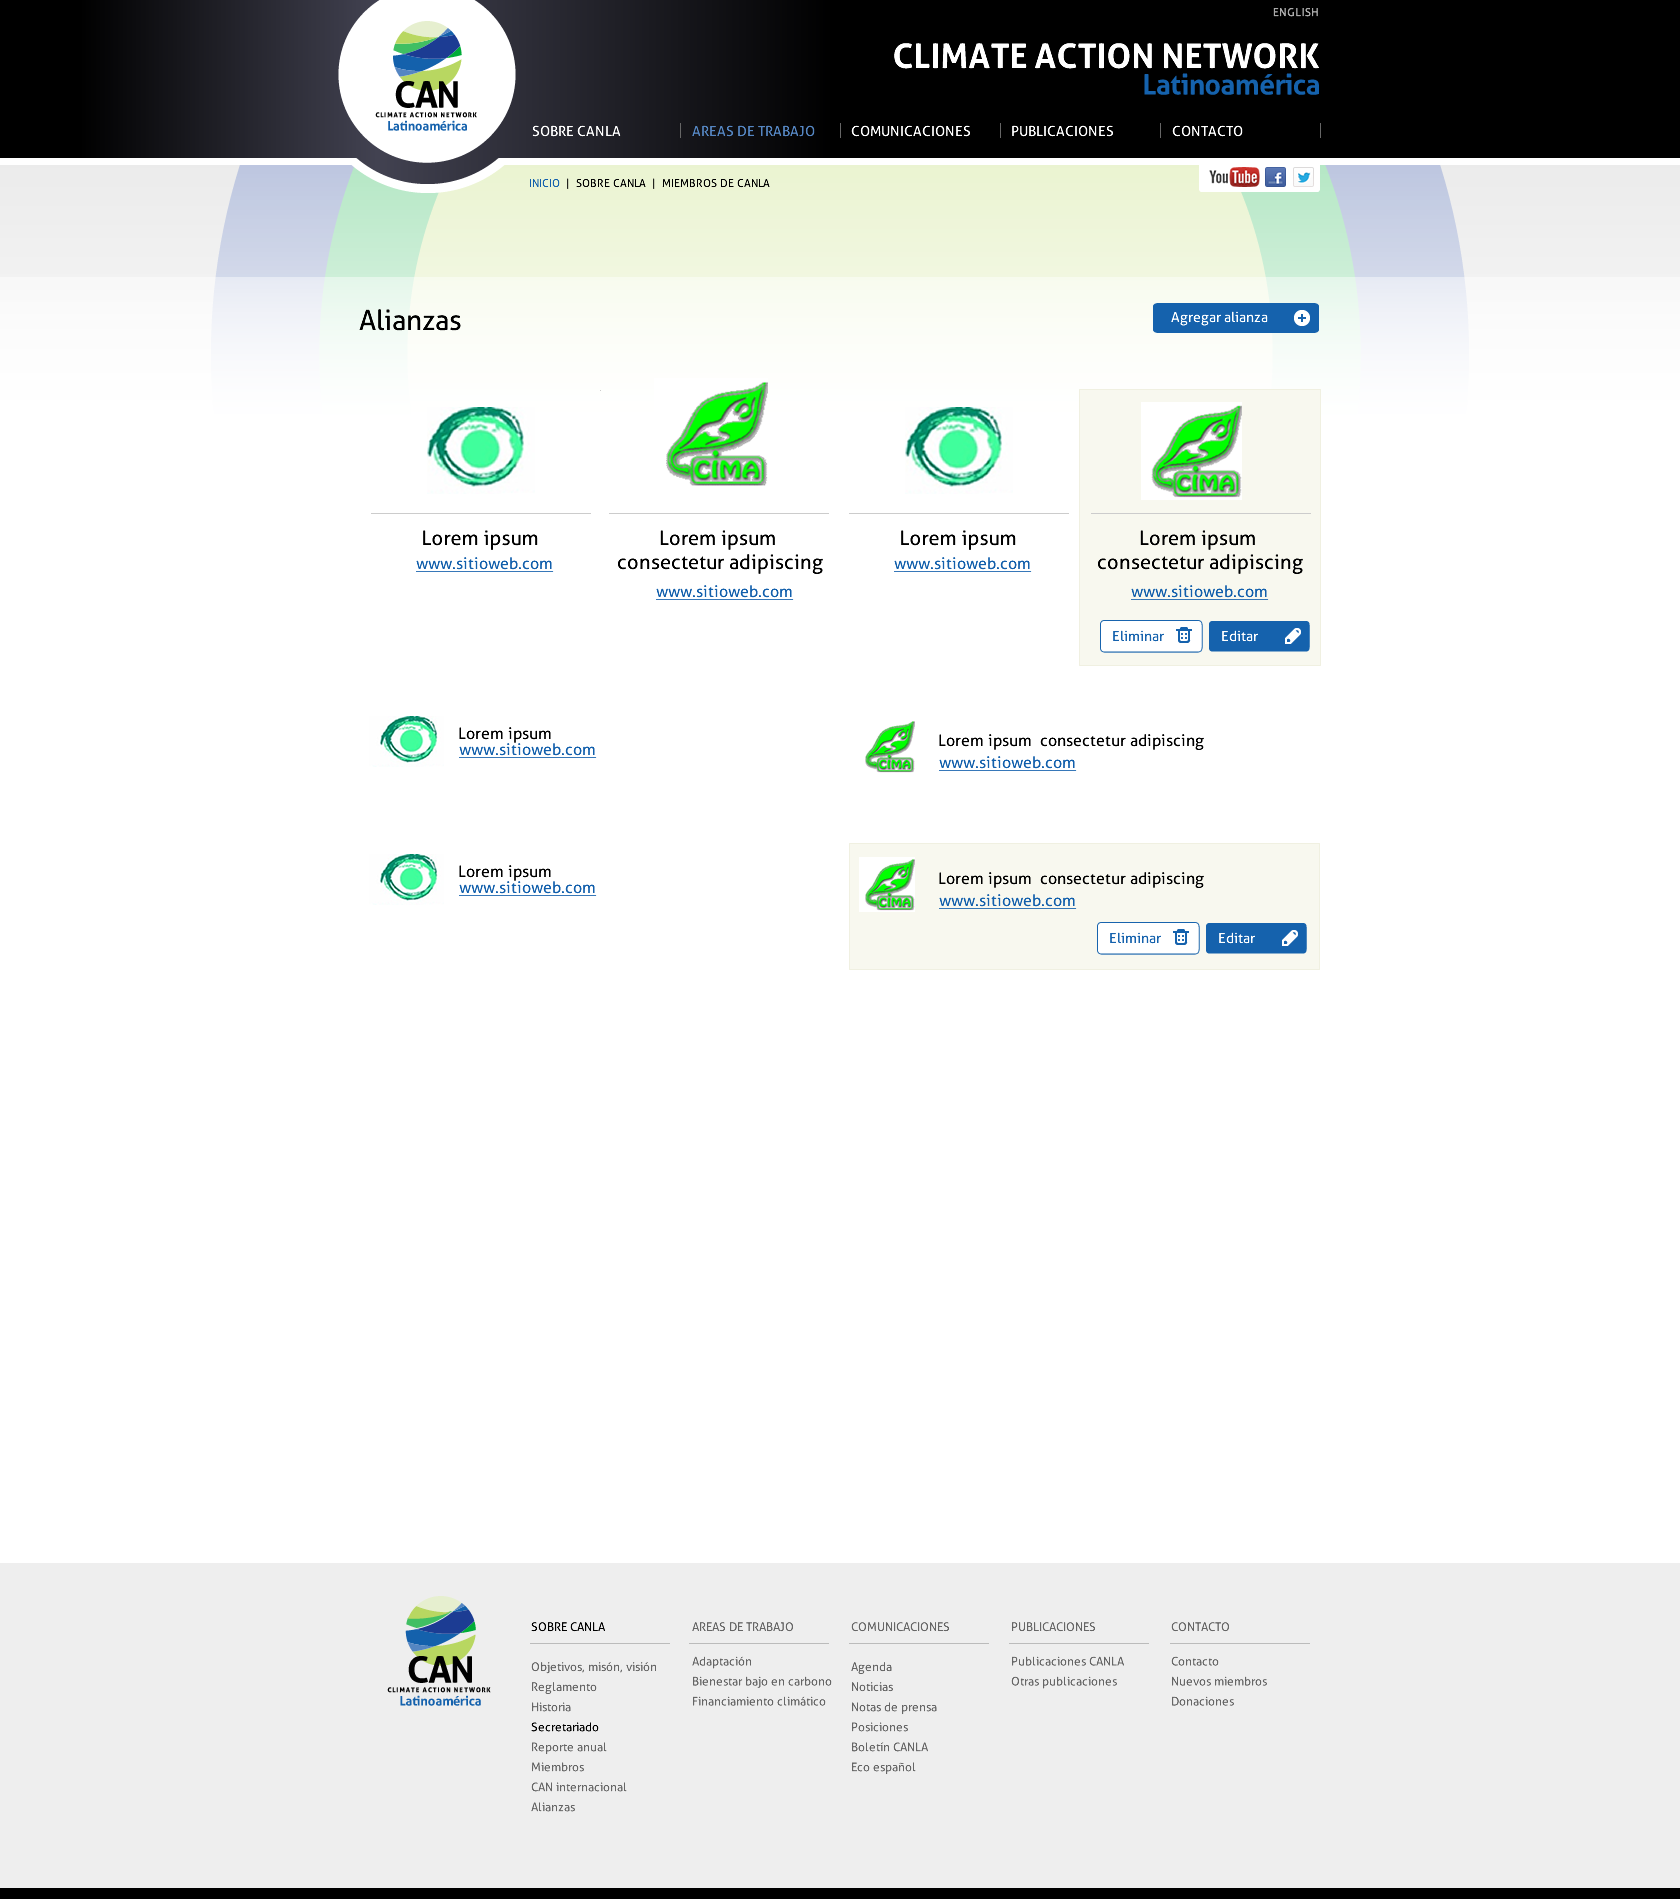 ENGLISH
CAN
CLIMATE ACTION NETWORK
Latinoamérica
CLIMATE ACTION NETWORK
Latinoamérica
SOBRE CANLA
AREAS DE TRABAJO
COMUNICACIONES
PUBLICACIONES
CONTACTO
INICIO | SOBRE CANLA | MIEMBROS DE CANLA
YouTube f
Alianzas
Agregar alianza
CIMA
CIMA
Lorem ipsum
www.sitioweb.com
Lorem ipsum
consectetur adipiscing
www.sitioweb.com
Lorem ipsum
www.sitioweb.com
Lorem ipsum
consectetur adipiscing
www.sitioweb.com
Eliminar
Editar
Lorem ipsum
www.sitioweb.com
CIMA
Lorem ipsum consectetur adipiscing
www.sitioweb.com
Lorem ipsum
www.sitioweb.com
CIMA
Lorem ipsum consectetur adipiscing
www.sitioweb.com
Eliminar
Editar
CAN
CLIMATE ACTION NETWORK
Latinoamérica
SOBRE CANLA
Objetivos, misón, visión
Reglamento
Historia
Secretariado
Reporte anual
Miembros
CAN internacional
Alianzas
AREAS DE TRABAJO
Adaptación
Bienestar bajo en carbono
Financiamiento climático
COMUNICACIONES
Agenda
Noticias
Notas de prensa
Posiciones
Boletín CANLA
Eco español
PUBLICACIONES
Publicaciones CANLA
Otras publicaciones
CONTACTO
Contacto
Nuevos miembros
Donaciones